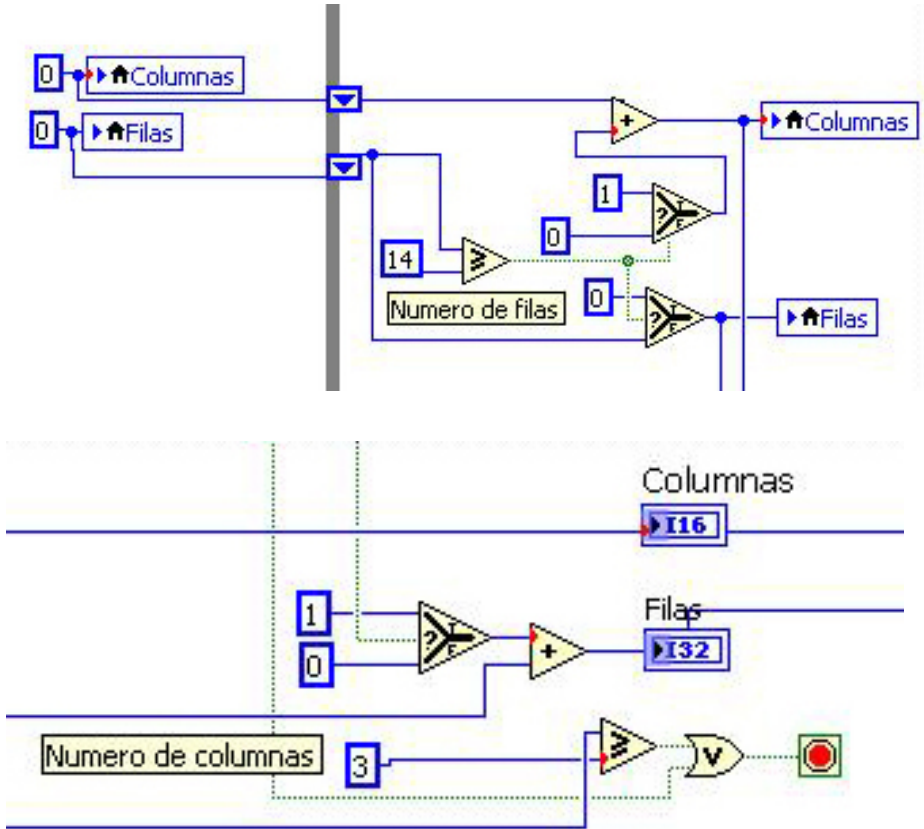 0
Columnas
0
Filas
+
Columnas
1
? T F
0
14
≥
Numero de filas
0
? T F
Filas
Columnas
I16
1
? T F
0
+
Filas
I32
Numero de columnas
3
≥
V